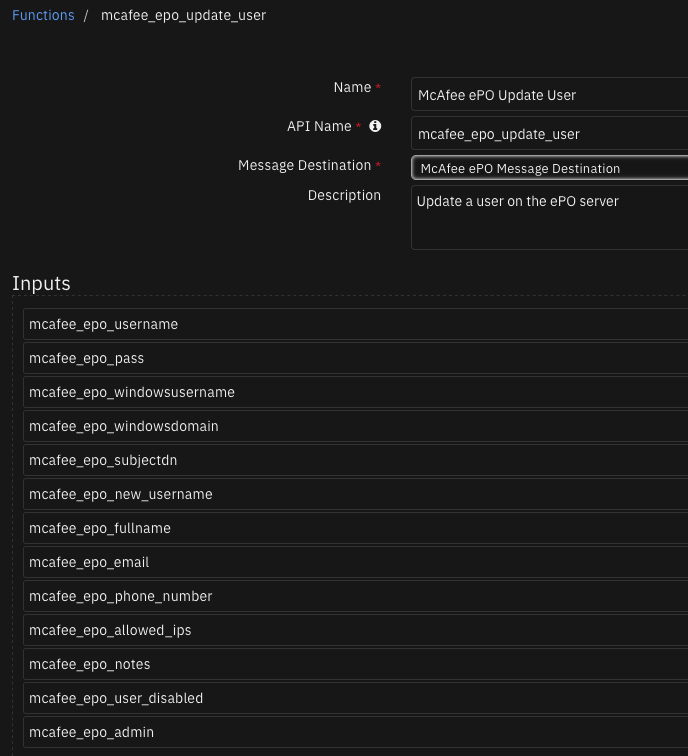 Functions / mcafee_epo_update_user
Name * McAfee ePO Update User
API Name * mcafee_epo_update_user
Message Destination * McAfee ePO Message Destination
Description Update a user on the ePO server
Inputs
mcafee_epo_username
mcafee_epo_pass
mcafee_epo_windowsusername
mcafee_epo_windowsdomain
mcafee_epo_subjectdn
mcafee_epo_new_username
mcafee_epo_fullname
mcafee_epo_email
mcafee_epo_phone_number
mcafee_epo_allowed_ips
mcafee_epo_notes
mcafee_epo_user_disabled
mcafee_epo_admin